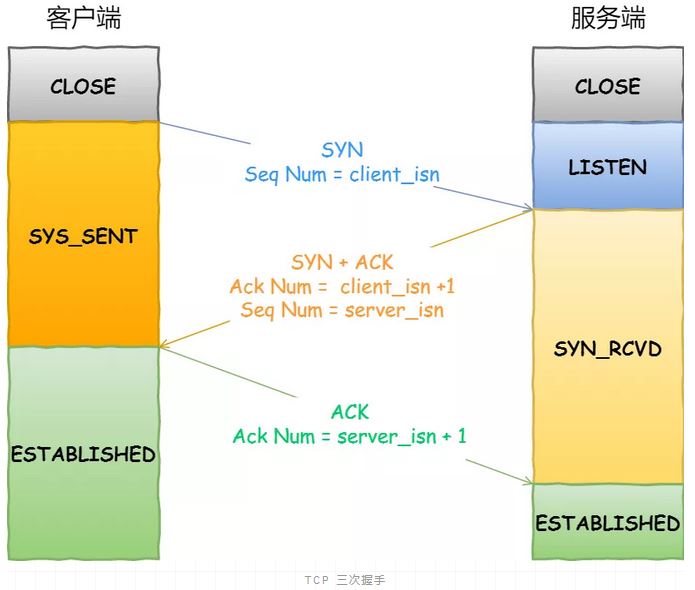 客户端
服务端
CLOSE
CLOSE
SYN
Seq Num = client_isn
LISTEN
SYS_SENT
SYN + ACK
Ack Num =  client_isn +1
Seq Num = server_isn
SYN_RCVD
ACK
Ack Num = server_isn + 1
ESTABLISHED
ESTABLISHED
TCP 三次握手